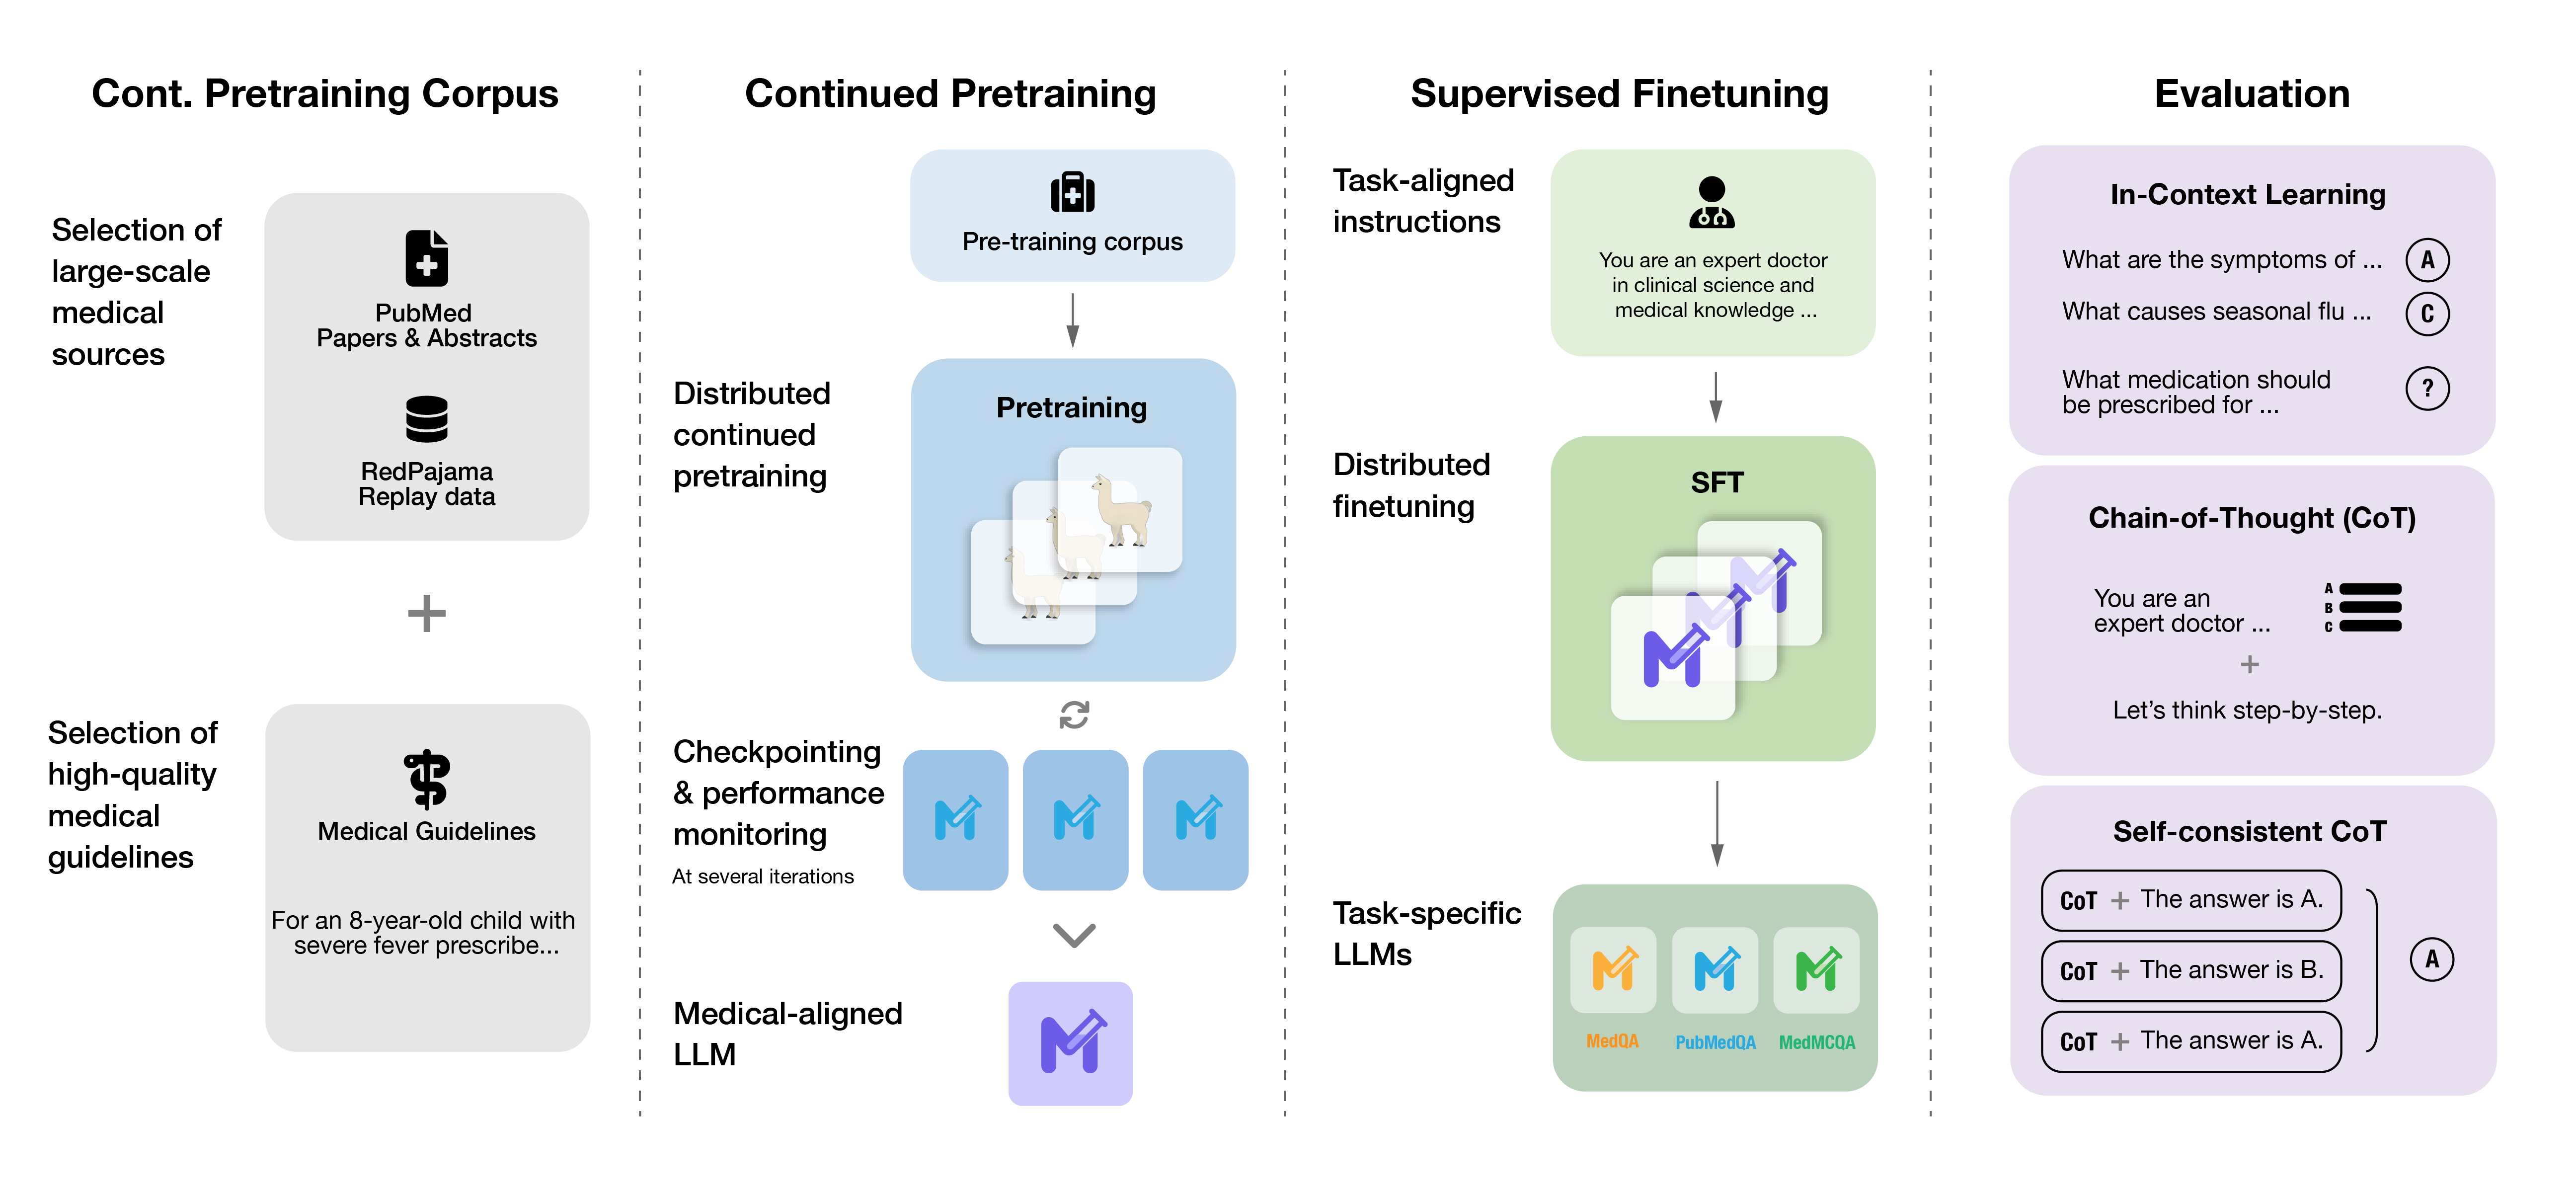 Cont. Pretraining Corpus
Selection of
large-scale
medical
sources
PubMed
Papers & Abstracts
RedPajama
Replay data
+
Selection of
high-quality
medical
guidelines
Medical Guidelines
For an 8-year-old child with
severe fever prescribe...
Continued Pretraining
Pre-training corpus
Distributed
continued
pretraining
Pretraining
Checkpointing
& performance
monitoring
At several iterations
Medical-aligned
LLM
Supervised Finetuning
Task-aligned
instructions
You are an expert doctor
in clinical science and
medical knowledge ...
Distributed
finetuning
SFT
Task-specific
LLMs
MedQA
PubMedQA
MedMCQA
Evaluation
In-Context Learning
What are the symptoms of ... A
What causes seasonal flu ... C
What medication should
be prescribed for ... ?
Chain-of-Thought (CoT)
You are an
expert doctor ...
A
B
C
+
Let's think step-by-step.
Self-consistent CoT
CoT + The answer is A.
CoT + The answer is B.
CoT + The answer is A.
A